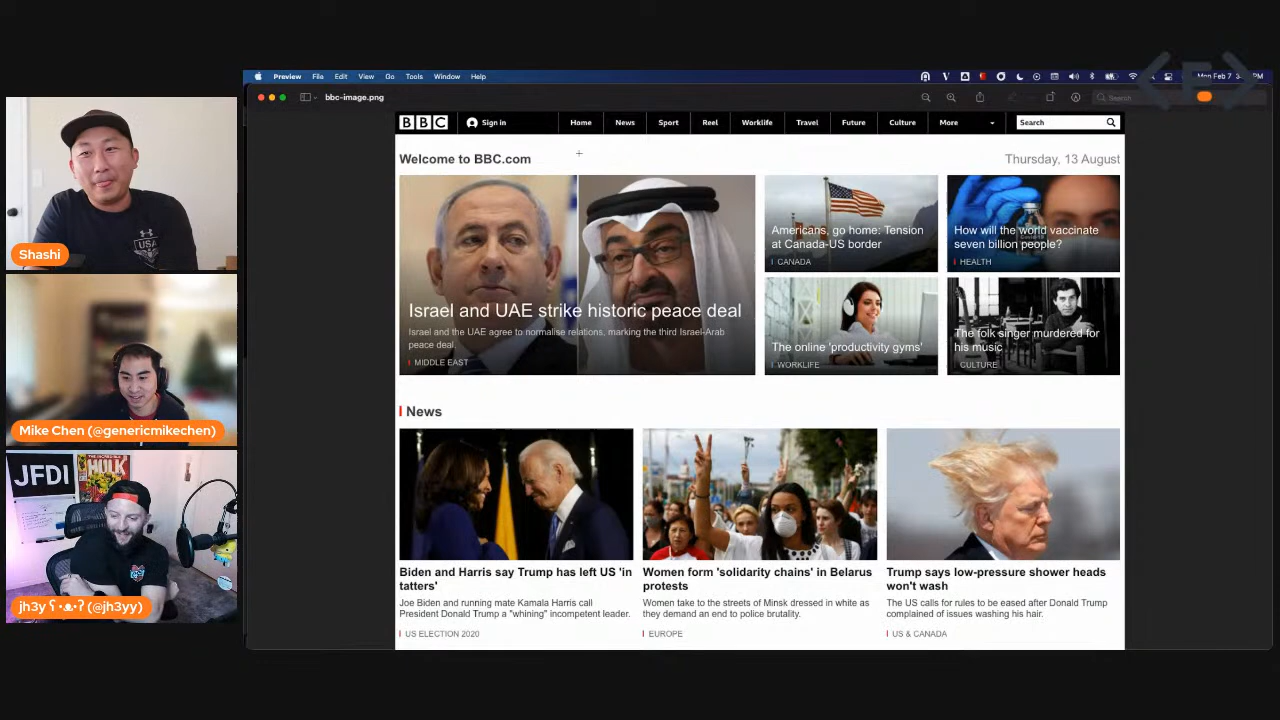 Preview File Edit View Go Tools Window Help
Mon Feb 7
bbc-image.png
Search
BBC
Sign in
Home
News
Sport
Reel
Worklife
Travel
Future
Culture
More
Search
Welcome to BBC.com
Thursday, 13 August
Israel and UAE strike historic peace deal
Israel and the UAE agree to normalise relations, marking the third Israel-Arab
peace deal.
MIDDLE EAST
Americans, go home: Tension
at Canada-US border
CANADA
How will the world vaccinate
seven billion people?
HEALTH
The online 'productivity gyms'
WORKLIFE
The folk singer murdered for
his music
CULTURE
News
Biden and Harris say Trump has left US 'in
tatters'
Joe Biden and running mate Kamala Harris call
President Donald Trump a "whining" incompetent leader.
US ELECTION 2020
Women form 'solidarity chains' in Belarus
protests
Women take to the streets of Minsk dressed in white as
they demand an end to police brutality.
EUROPE
Trump says low-pressure shower heads
won't wash
The US calls for rules to be eased after Donald Trump
complained of issues washing his hair.
US & CANADA
USA
Shashi
Mike Chen (@genericmikechen)
JFDI
HULK
jh3y ʕ •ᴥ•ʔ (@jh3yy)